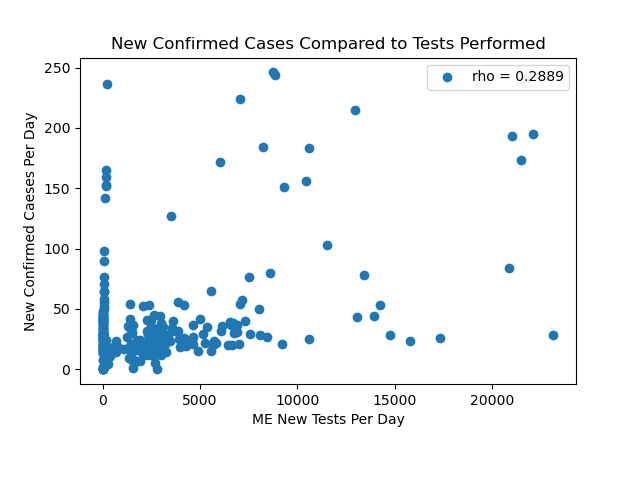 New Confirmed Cases Compared to Tests Performed
rho = 0.2889
New Confirmed Caeses Per Day
250
200
150
100
50
0
0 5000 10000 15000 20000
ME New Tests Per Day